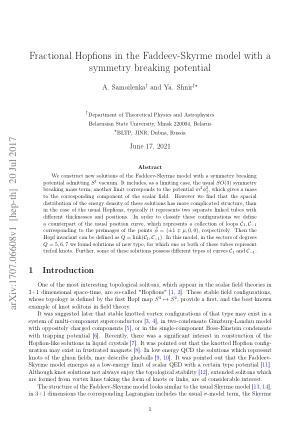 Fractional Hopfions in the Faddeev-Skyrme model with a
symmetry breaking potential
A. Samoilenka† and Ya. Shnir†*
†Department of Theoretical Physics and Astrophysics
Belarusian State University, Minsk 220004, Belarus
*BLTP, JINR, Dubna, Russia
June 17, 2021
arXiv:1707.06608v1 [hep-th] 20 Jul 2017
Abstract
We construct new solutions of the Faddeev-Skyrme model with a symmetry breaking
potential admitting S¹ vacuum. It includes, as a limiting case, the usual SO(3) symmetry
breaking mass term, another limit corresponds to the potential
which gives a mass
to the corresponding component of the scalar field. However we find that the spacial
distribution of the energy density of these solutions has more complicated structure, than
in the case of the usual Hopfions, typically it represents two separate linked tubes with
different thicknesses and positions. In order to classify these configurations we define
a counterpart of the usual position curve, which represents a collection of loops C₁, C₋₁
corresponding to the preimages of the points
respectively. Then the
Hopf invariant can be defined as Q = link(C₁, C₋₁). In this model, in the sectors of degrees
Q = 5, 6, 7 we found solutions of new type, for which one or both of these tubes represent
trefoil knots. Further, some of these solutions possess different types of curves C₁ and C₋₁.
1 Introduction
One of the most interesting topological solitons, which appear in the scalar field theories in
3+1 dimensional space-time, are so-called "Hopfions" [1, 2]. These stable field configurations,
whose topology is defined by the first Hopf map S³ ↦ S², provide a first, and the best known
example of knot solitons in field theory.
It was suggested later that stable knotted vortex configurations of that type may exist in a
system of multi-component superconductors [3, 4], in two-condensate Ginzburg-Landau model
with oppositely charged components [5], or in the single-component Bose-Einstein condensate
with trapping potential [6]. Recently, there was a significant interest in construction of the
Hopfion-like solutions in liquid crystals [7]. It was pointed out that the knotted Hopfion config-
uration may exist in frustrated magnets [8]. In low energy QCD the solutions which represent
knots of the gluon fields, may describe glueballs [9, 10]. It was pointed out that the Faddeev-
Skyrme model emerges as a low-energy limit of scalar QED with a certain type potential [11].
Although knot solutions not always enjoy the topological stability [12], extended solitons which
are formed from vortex lines taking the form of knots or links, are of considerable interest.
The structure of the Faddeev-Skyrme model looks similar to the usual Skyrme model [13, 14],
in 3+1 dimensions the corresponding Lagrangian includes the usual σ-model term, the Skyrme
1